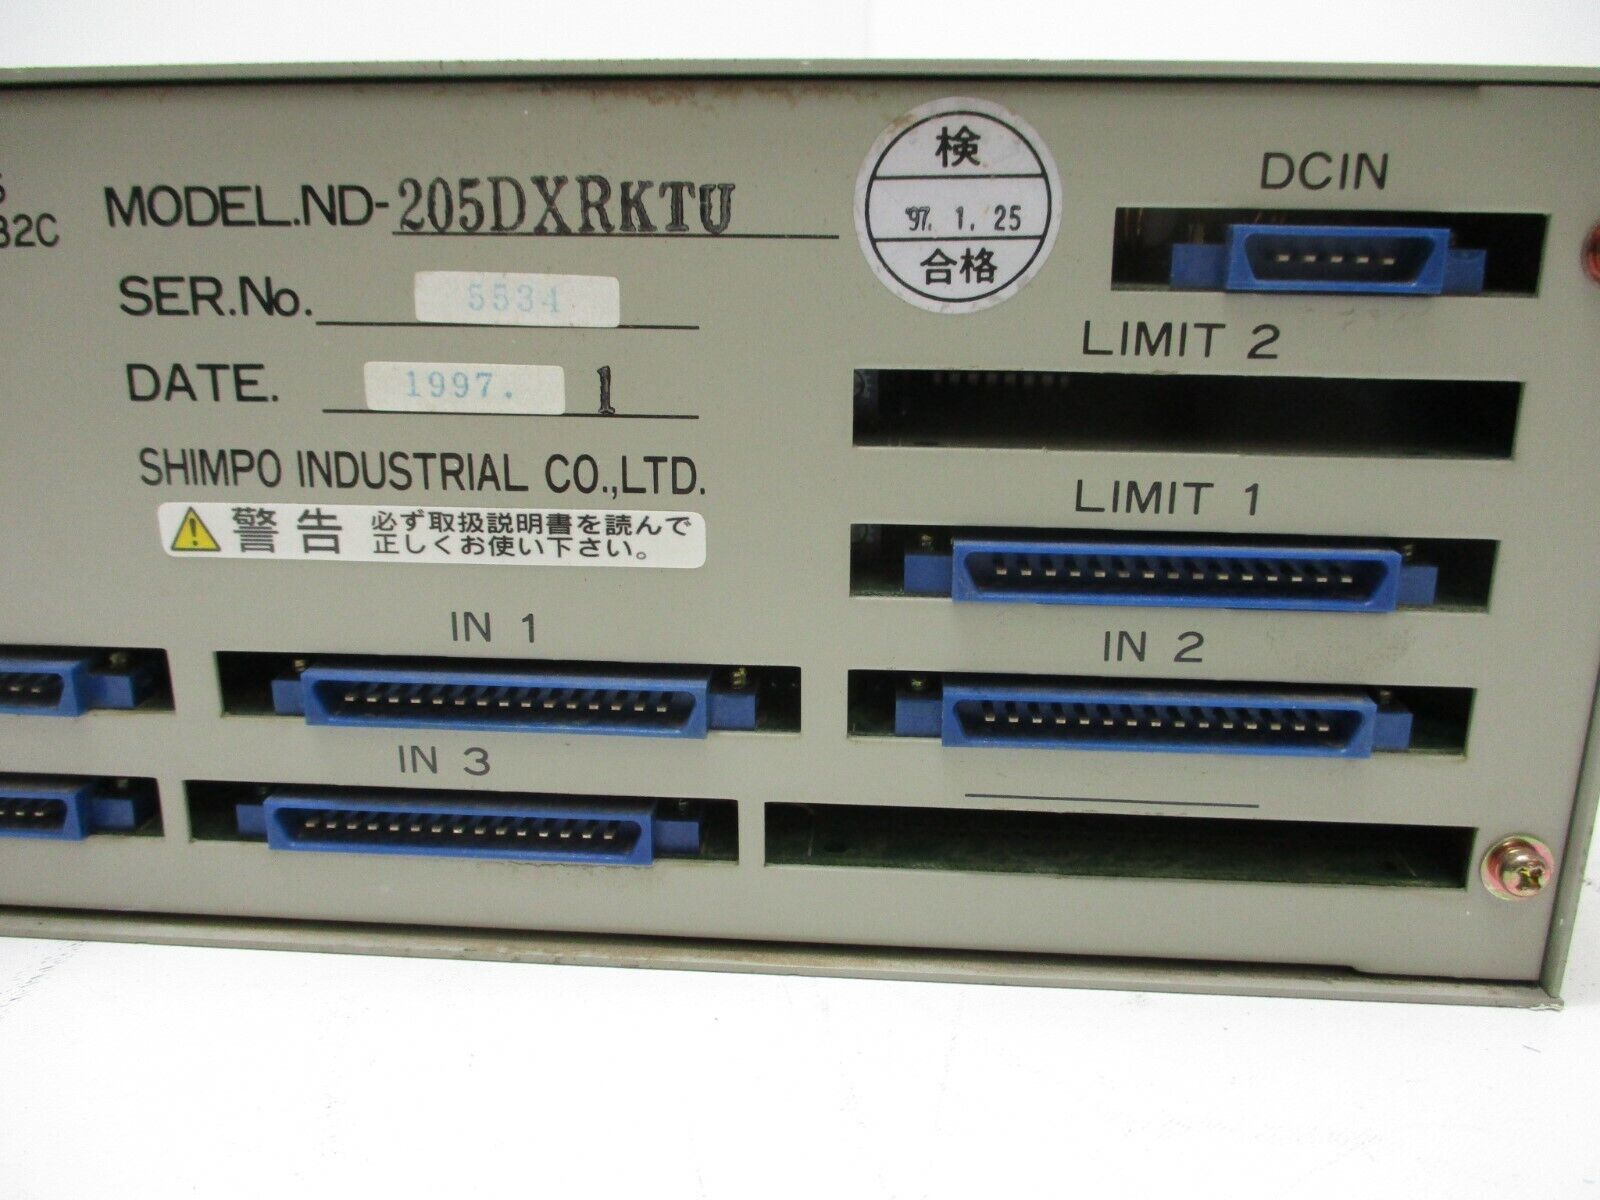 32C
MODEL.ND-205DXRKTU
SER.No. 5534
DATE. 1997. 1
SHIMPO INDUSTRIAL CO.,LTD.
警告 必ず取扱説明書を読んで
正しくお使い下さい。
検
'97. 1. 25
合格
DCIN
LIMIT 2
LIMIT 1
IN 1
IN 2
IN 3